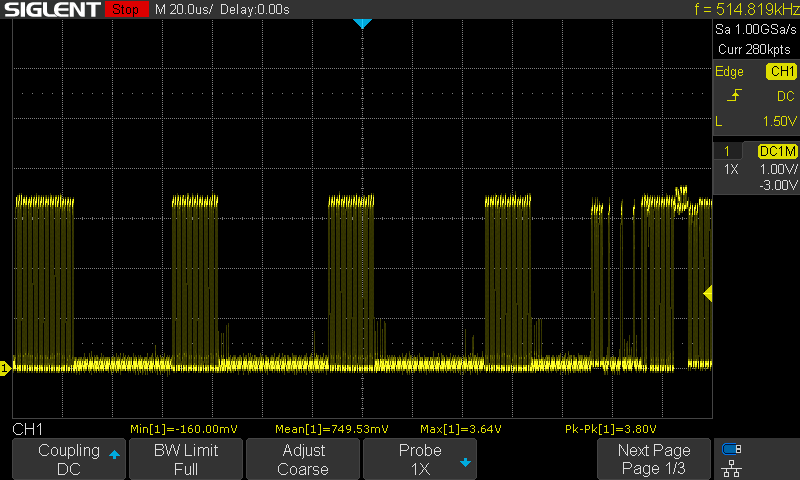 SIGLENT Stop M 20.0us/ Delay:0.00s f = 514.819kHz
Sa 1.00GSa/s
Curr 280kpts
Edge CH1
DC
L 1.50V
1 DC1M
1X 1.00V/
-3.00V
1
CH1 Min[1]=-160.00mV Mean[1]=749.53mV Max[1]=3.64V Pk-Pk[1]=3.80V
Coupling BW Limit Adjust Probe Next Page
DC Full Coarse 1X Page 1/3